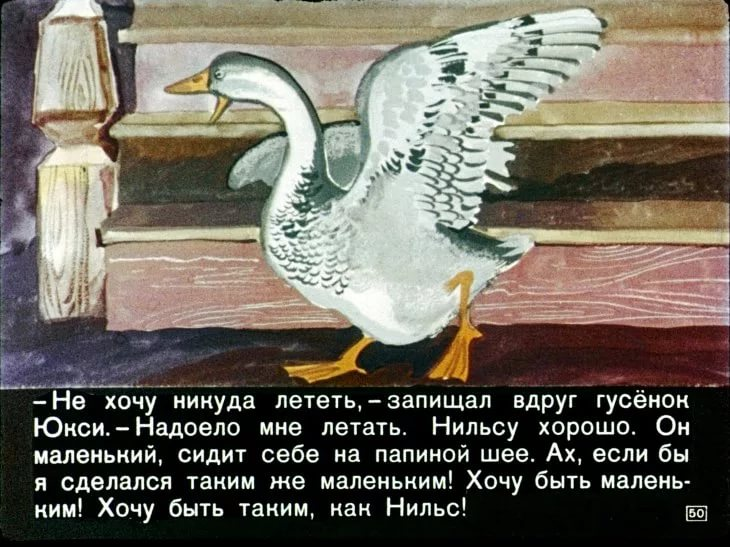 – Не хочу никуда лететь, – запищал вдруг гусёнок
Юкси. – Надоело мне летать. Нильсу хорошо. Он
маленький, сидит себе на папиной шее. Ах, если бы
я сделался таким же маленьким! Хочу быть малень-
ким! Хочу быть таким, как Нильс!
50